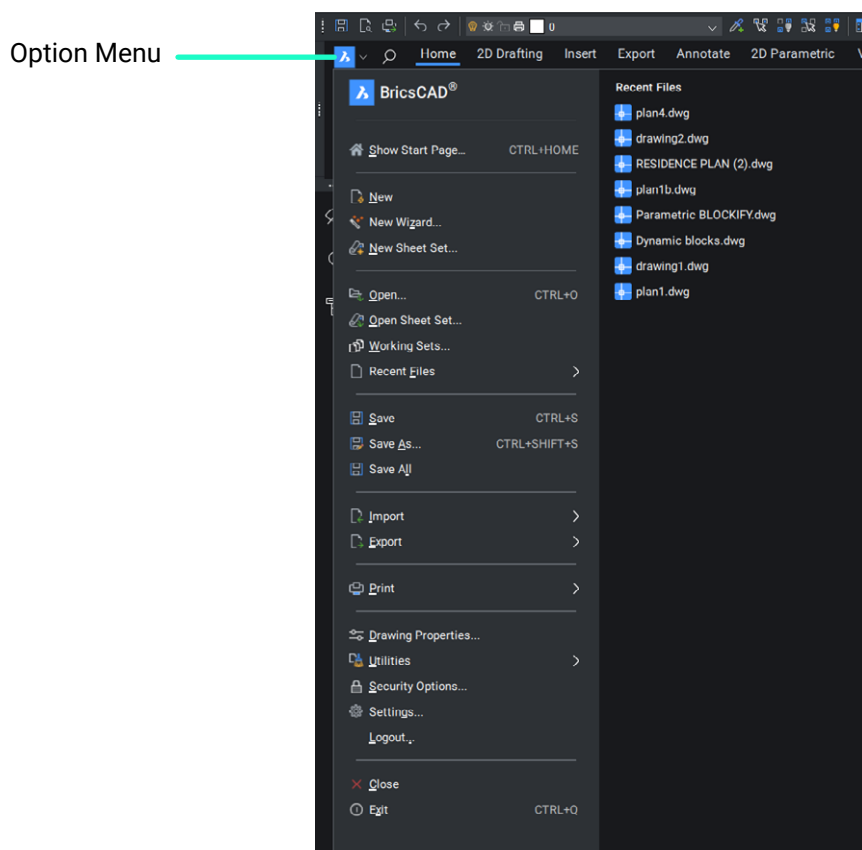 0
Option Menu
Home 2D Drafting Insert Export Annotate 2D Parametric
BricsCAD®
Show Start Page... CTRL+HOME
New
New Wizard...
New Sheet Set...
Open... CTRL+O
Open Sheet Set...
Working Sets...
Recent Files
Save CTRL+S
Save As... CTRL+SHIFT+S
Save All
Import
Export
Print
Drawing Properties...
Utilities
Security Options...
Settings...
Logout...
Close
Exit CTRL+Q
Recent Files
plan4.dwg
drawing2.dwg
RESIDENCE PLAN (2).dwg
plan1b.dwg
Parametric BLOCKIFY.dwg
Dynamic blocks.dwg
drawing1.dwg
plan1.dwg